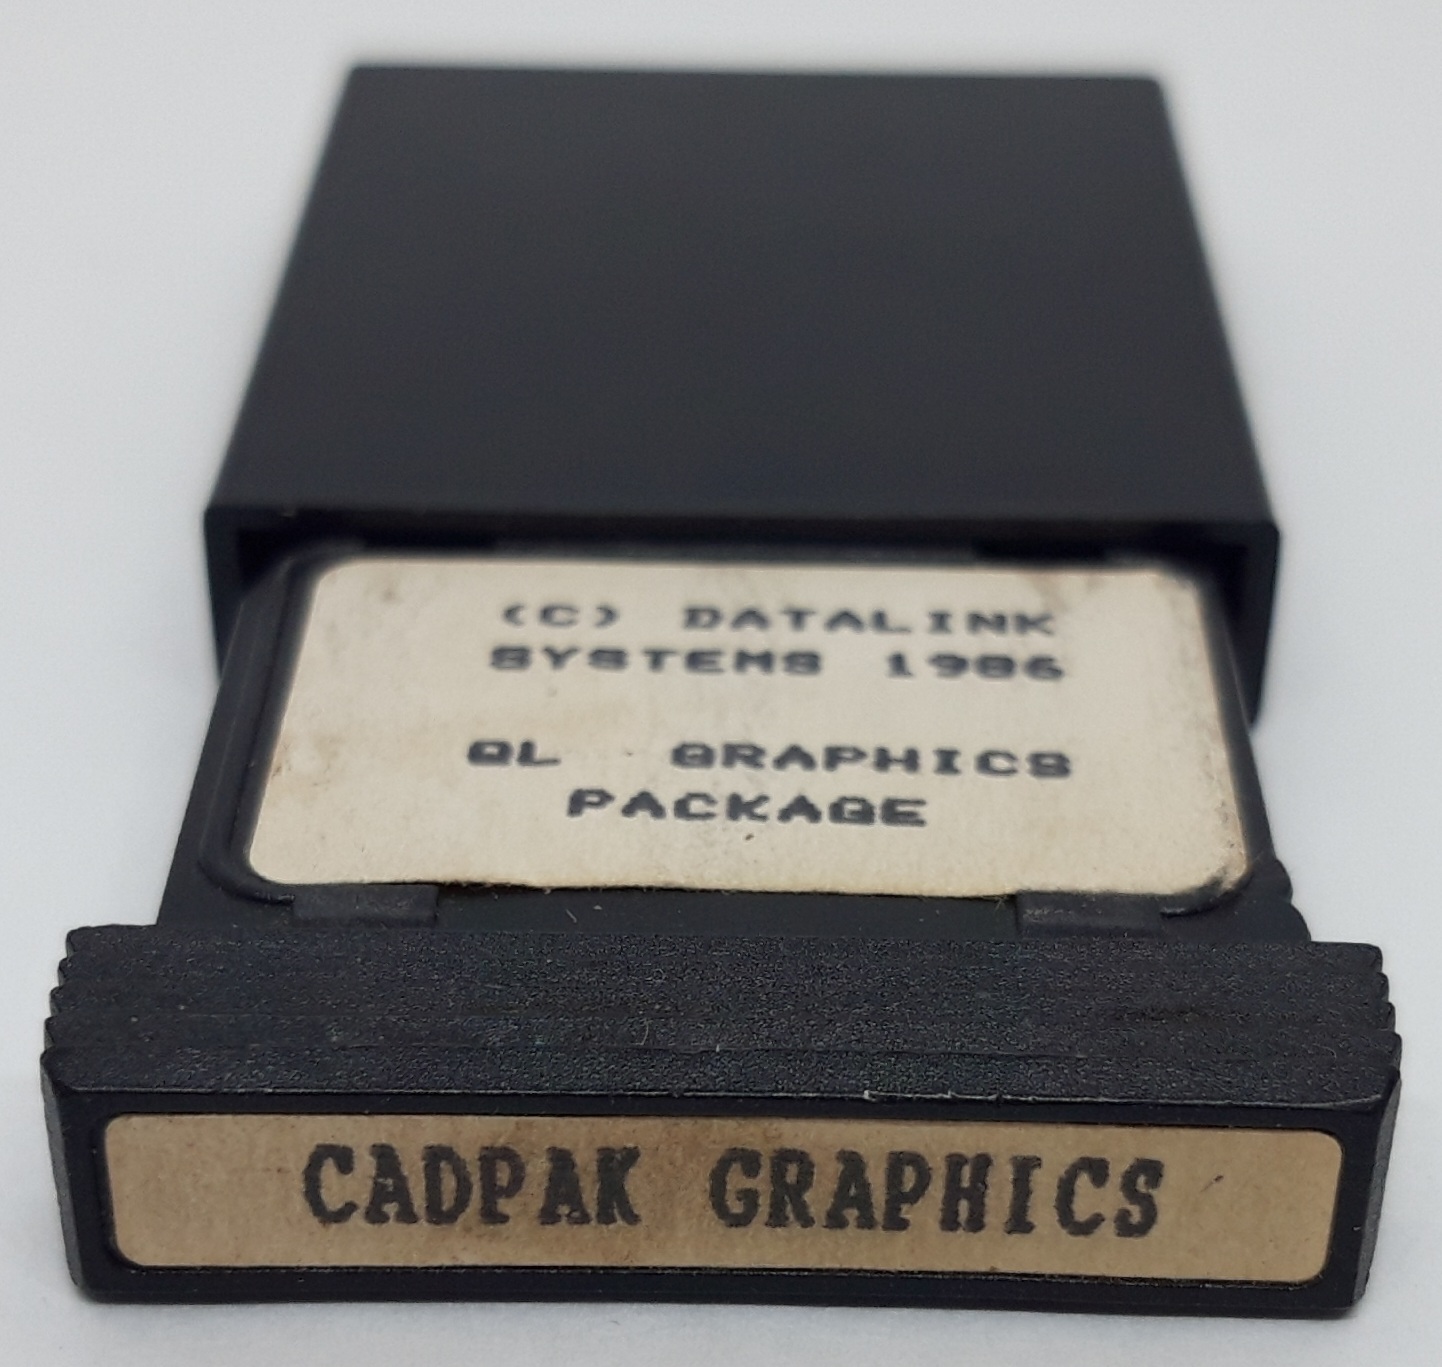 (C) DATALINK
SYSTEMS 1986
QL GRAPHICS
PACKAGE
CADPAK GRAPHICS